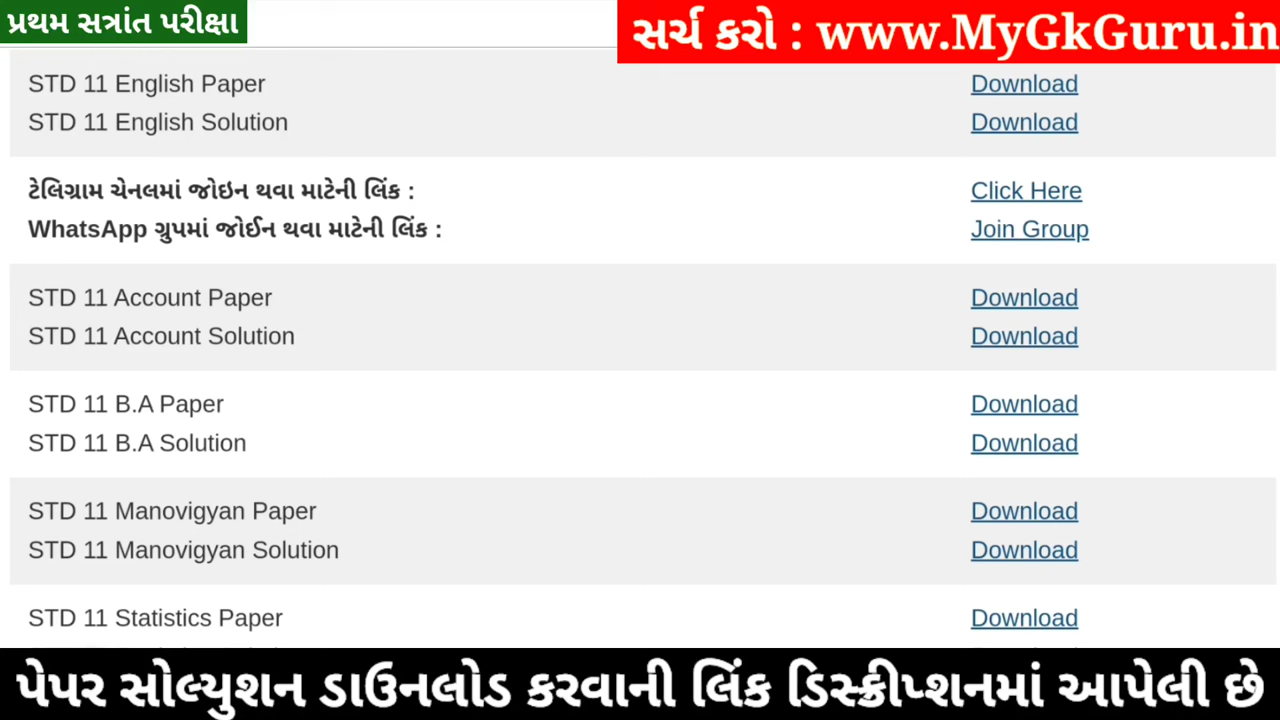 પ્રથમ સત્રાંત પરીક્ષા
સર્ચ કરો : www.MyGkGuru.in
STD 11 English Paper Download
STD 11 English Solution Download
ટેલિગ્રામ ચેનલમાં જોઇન થવા માટેની લિંક : Click Here
WhatsApp ગ્રુપમાં જોઈન થવા માટેની લિંક : Join Group
STD 11 Account Paper Download
STD 11 Account Solution Download
STD 11 B.A Paper Download
STD 11 B.A Solution Download
STD 11 Manovigyan Paper Download
STD 11 Manovigyan Solution Download
STD 11 Statistics Paper Download
પેપર સોલ્યુશન ડાઉનલોડ કરવાની લિંક ડિસ્ક્રીપ્શનમાં આપેલી છે